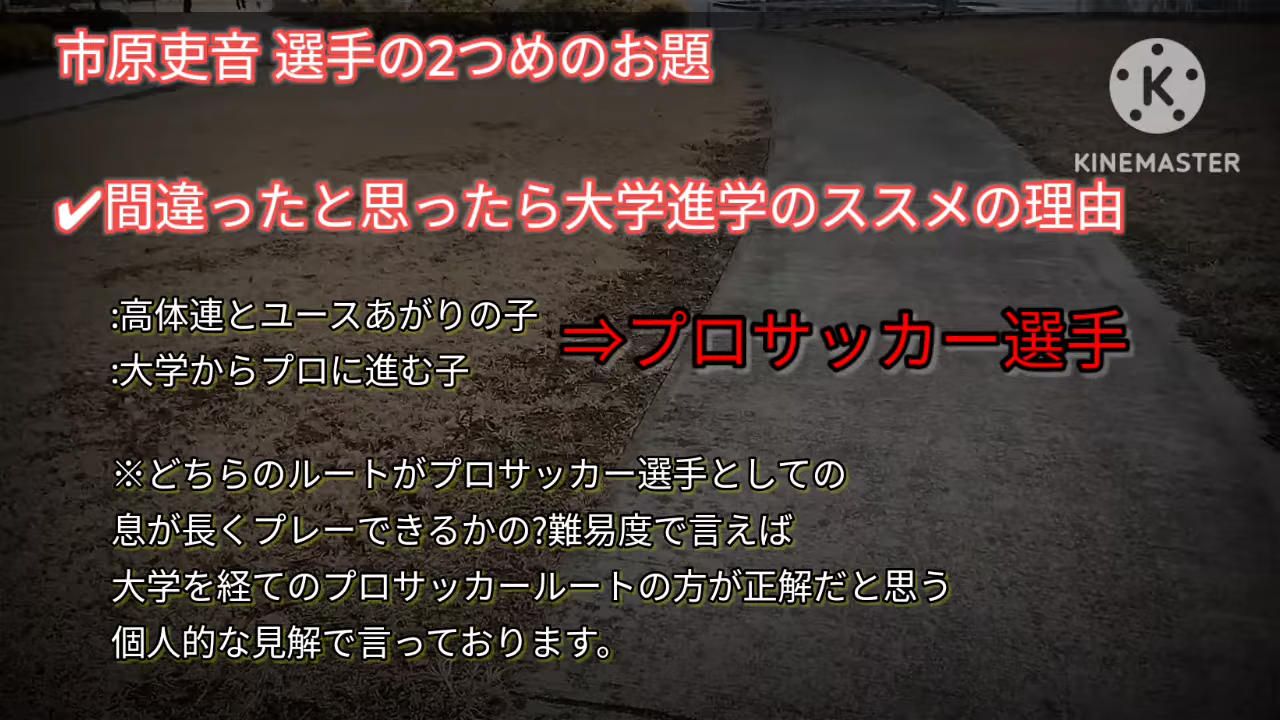 市原吏音 選手の2つめのお題
KINEMASTER
✔間違ったと思ったら大学進学のススメの理由
:高体連とユースあがりの子
⇒プロサッカー選手
:大学からプロに進む子
※どちらのルートがプロサッカー選手としての
息が長くプレーできるかの?難易度で言えば
大学を経てのプロサッカールートの方が正解だと思う
個人的な見解で言っております。